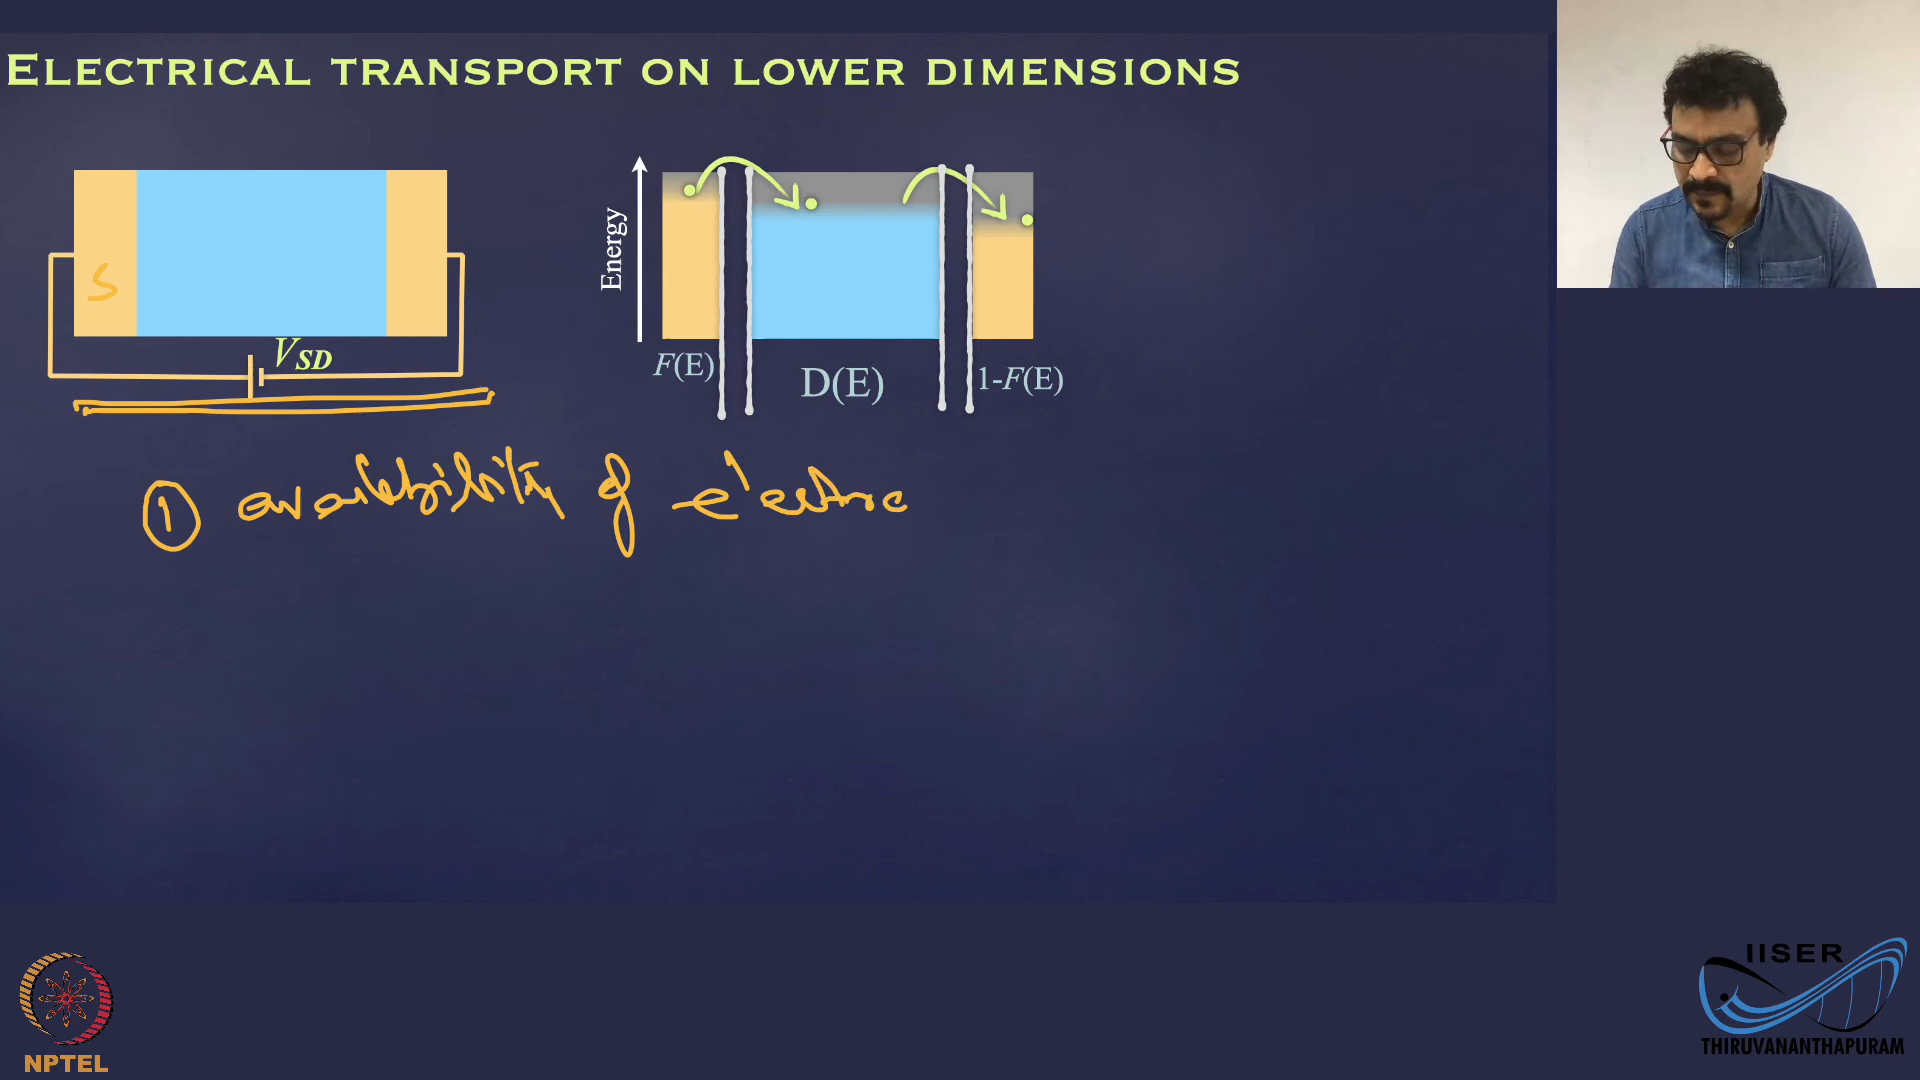 ELECTRICAL TRANSPORT ON LOWER DIMENSIONS
S
V_SD
Energy
F(E)
D(E)
1-F(E)
① availability of electro
NPTEL
IISER
THIRUVANANTHAPURAM